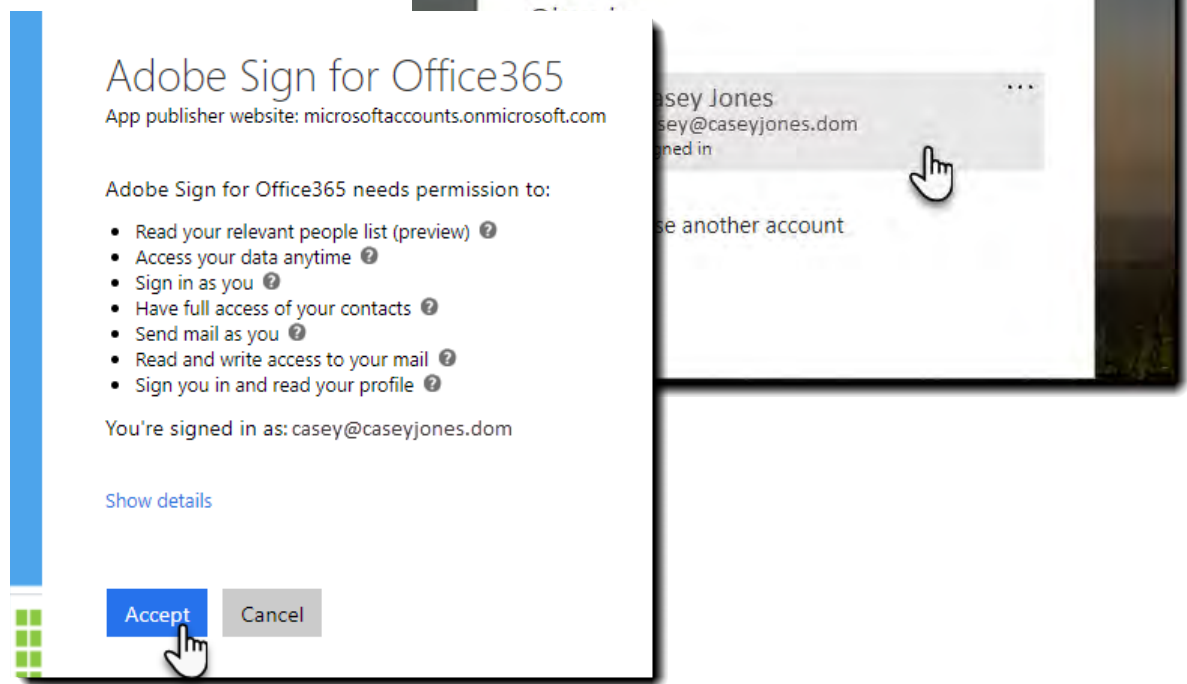 Adobe Sign for Office365
App publisher website: microsoftaccounts.onmicrosoft.com
Adobe Sign for Office365 needs permission to:
Read your relevant people list (preview)
Access your data anytime
Sign in as you
Have full access of your contacts
Send mail as you
Read and write access to your mail
Sign you in and read your profile
You're signed in as: casey@caseyjones.dom
Show details
Accept Cancel
asey Jones
sey@caseyjones.dom
gned in
se another account